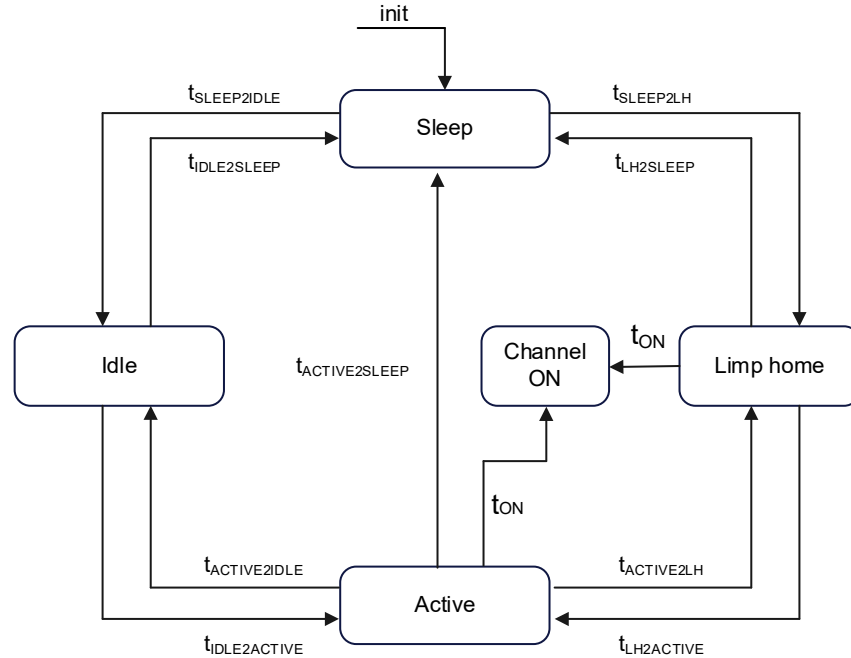 init
tSLEEP2IDLE
tSLEEP2LH
Sleep
tIDLE2SLEEP
tLH2SLEEP
tON
Idle
tACTIVE2SLEEP
Channel
ON
Limp home
tON
tACTIVE2IDLE
tACTIVE2LH
Active
tIDLE2ACTIVE
tLH2ACTIVE